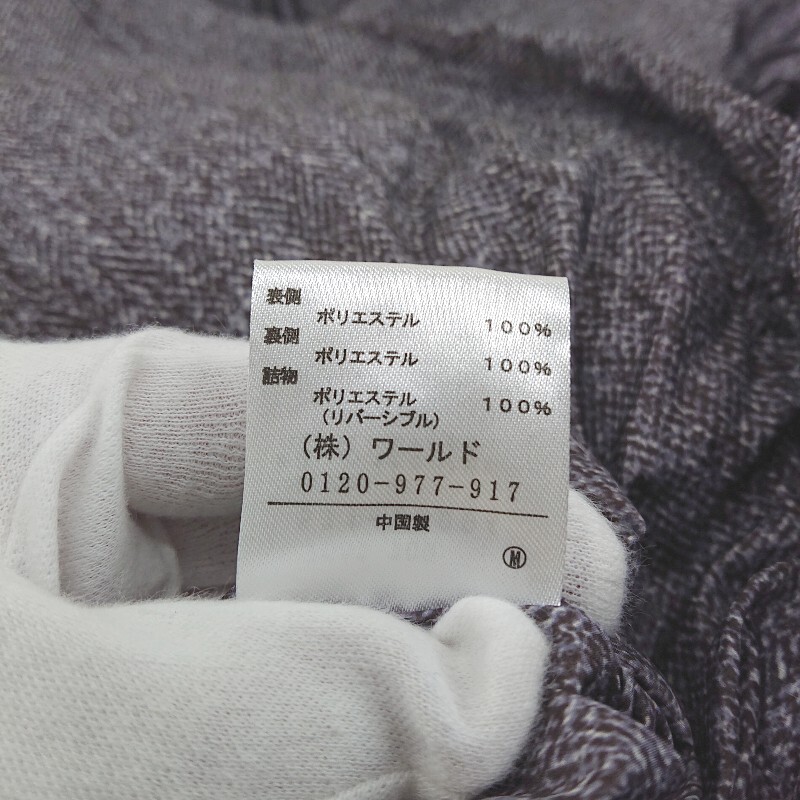 表側
ポリエステル 100%
裏側
ポリエステル 100%
詰物
ポリエステル 100%
(リバーシブル)
(株) ワールド
0120-977-917
中国製
Ⓜ